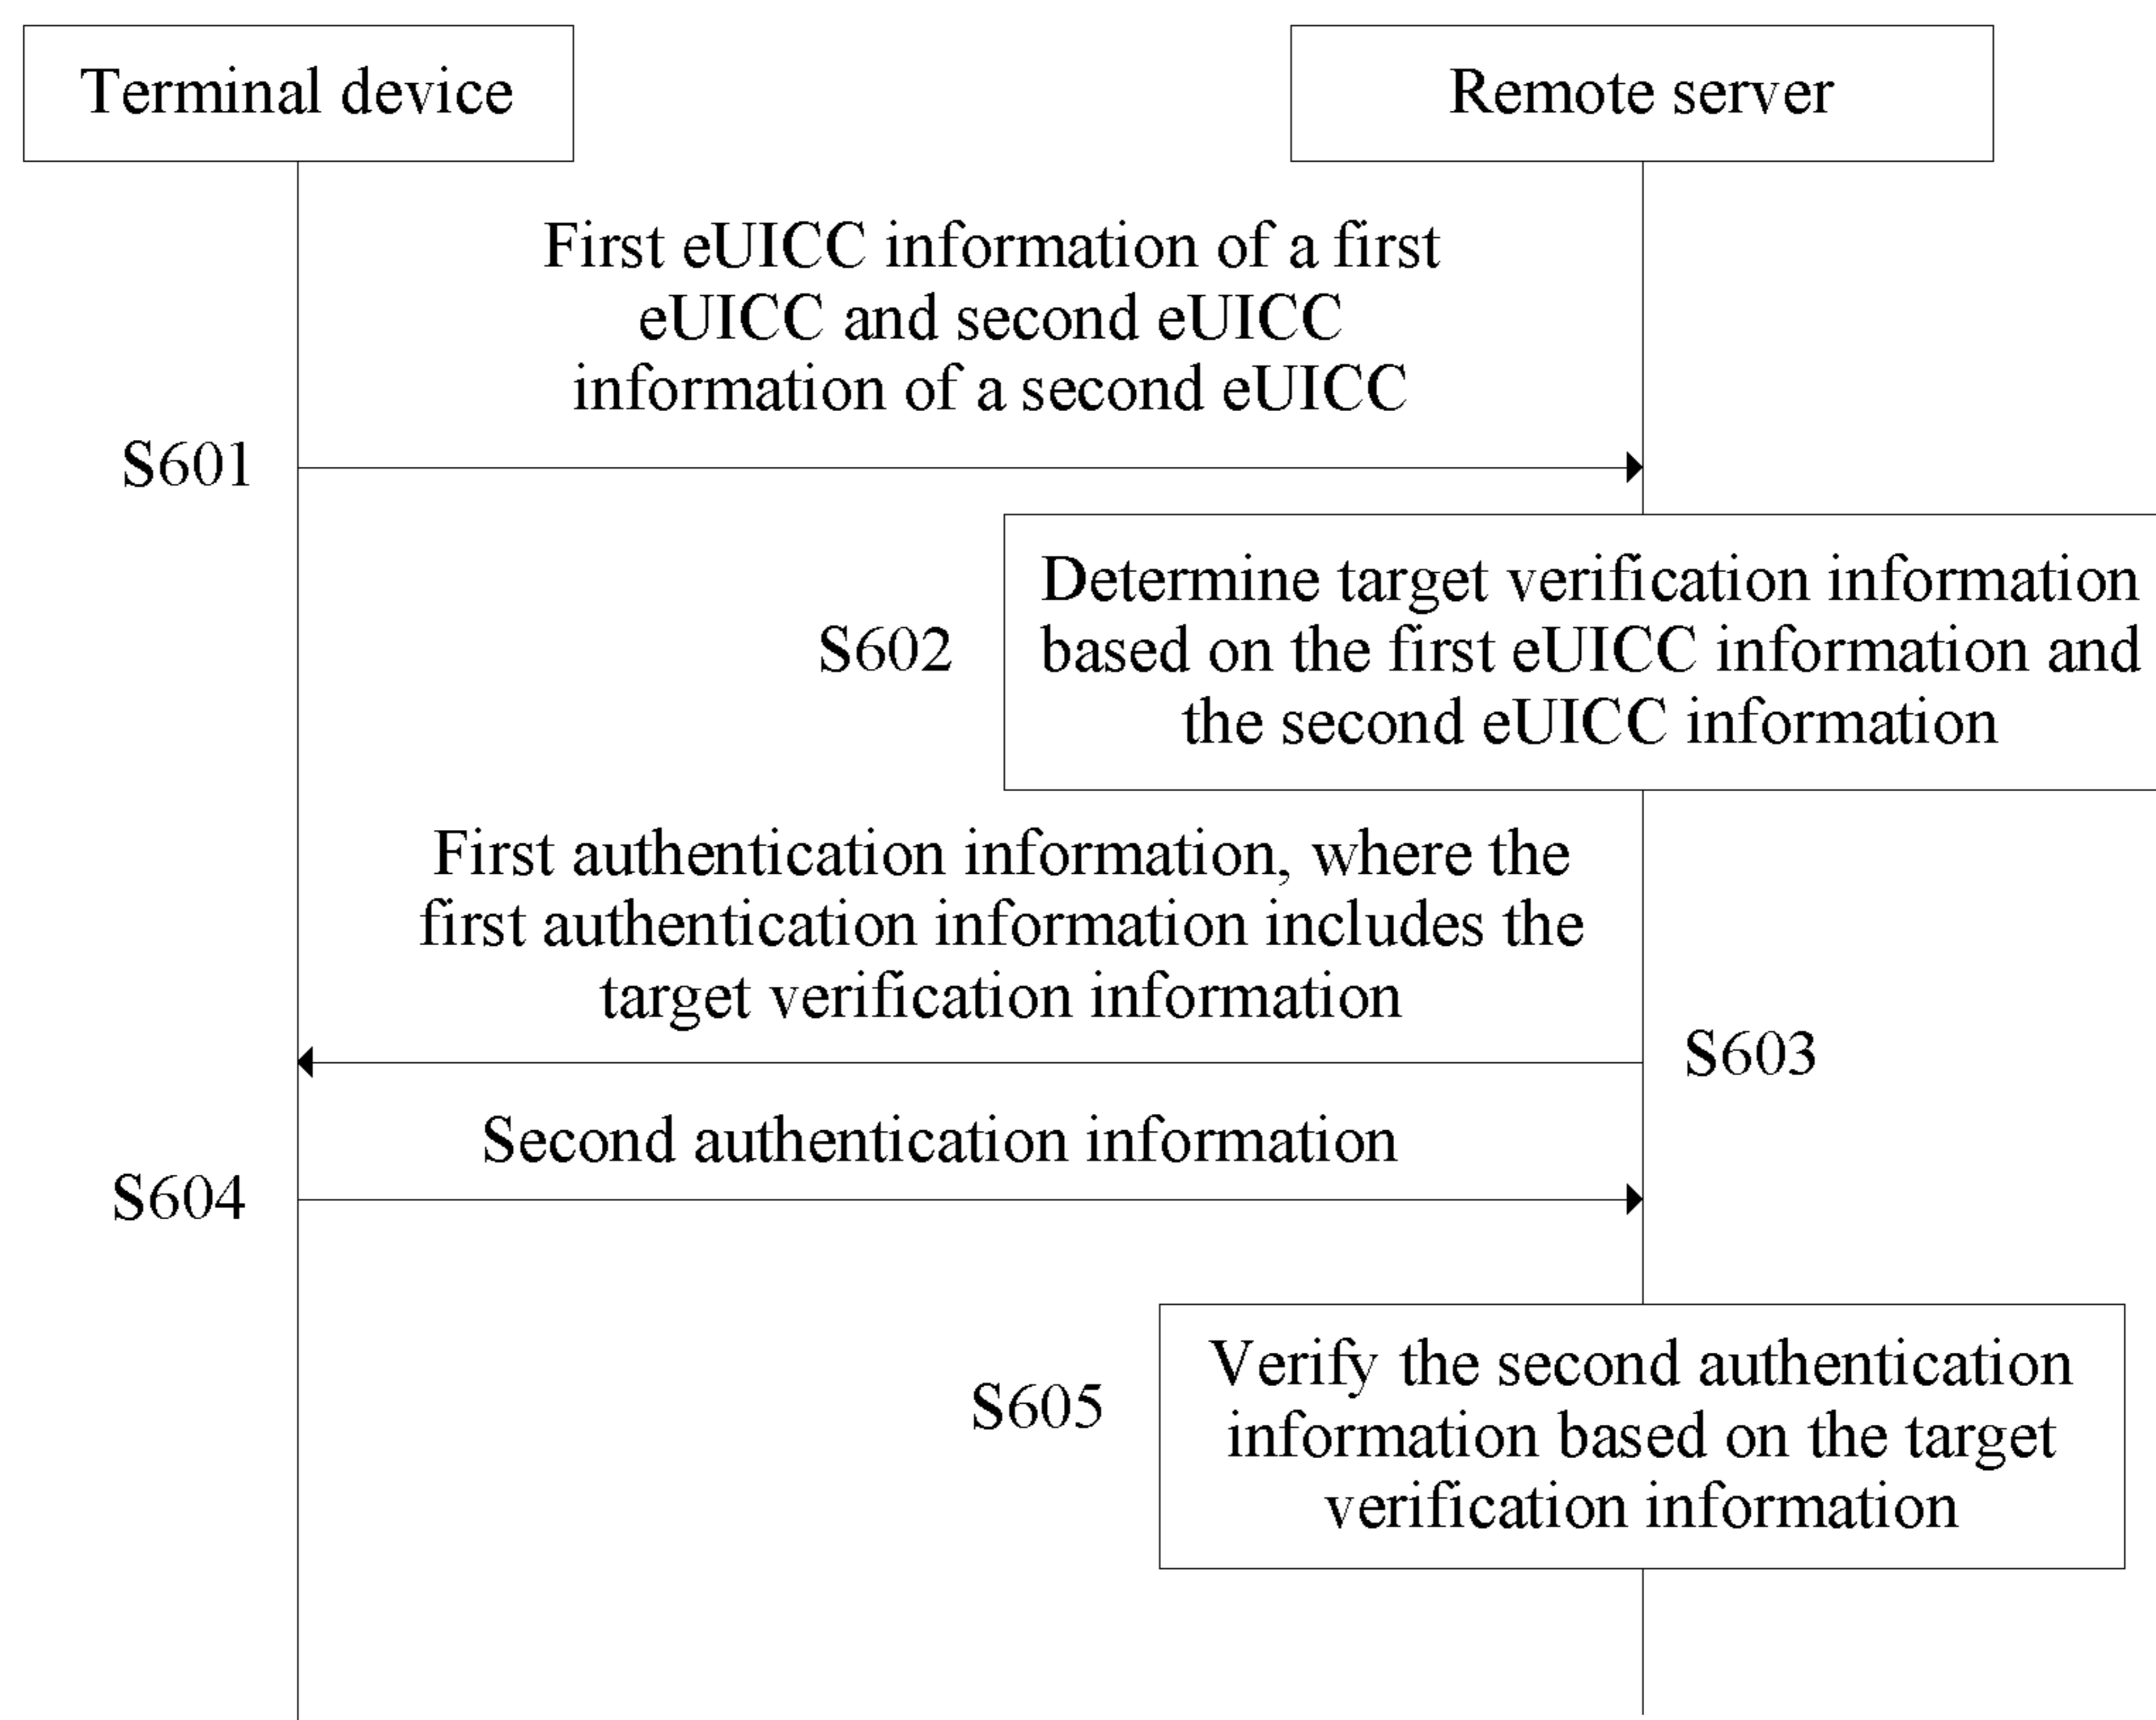 Terminal device
Remote server
First eUICC information of a first
eUICC and second eUICC
information of a second eUICC
S601
Determine target verification information
based on the first eUICC information and
the second eUICC information
S602
First authentication information, where the
first authentication information includes the
target verification information
S603
Second authentication information
S604
Verify the second authentication
information based on the target
verification information
S605